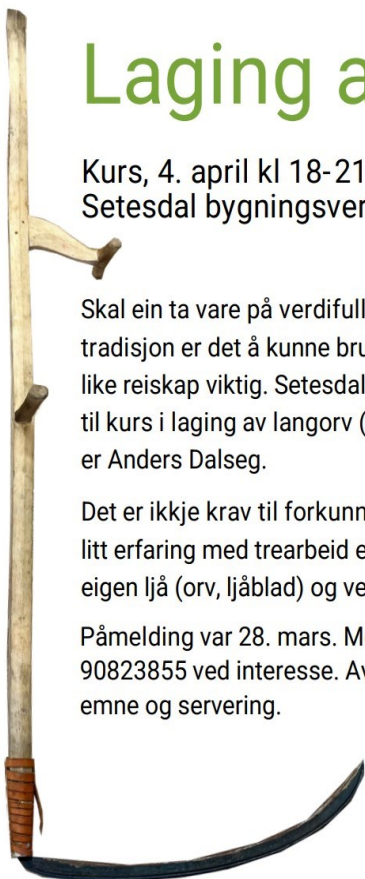 Laging a
Kurs, 4. april kl 18-21
Setesdal bygningsver
Skal ein ta vare på verdifull
tradisjon er det å kunne bru
like reiskap viktig. Setesdal
til kurs i laging av langorv (
er Anders Dalseg.
Det er ikkje krav til forkunn
litt erfaring med trearbeid e
eigen ljå (orv, ljåblad) og ve
Påmelding var 28. mars. M
90823855 ved interesse. Av
emne og servering.